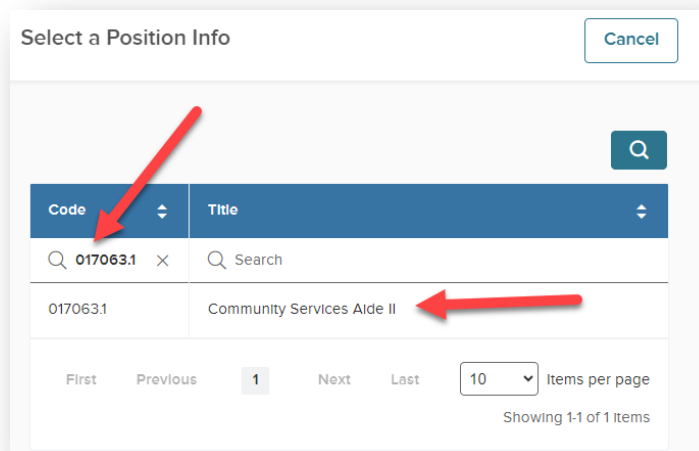 Select a Position Info
Cancel
Code Title
017063.1 Search
017063.1 Community Services Aide II
First Previous 1 Next Last 10 Items per page
Showing 1-1 of 1 Items